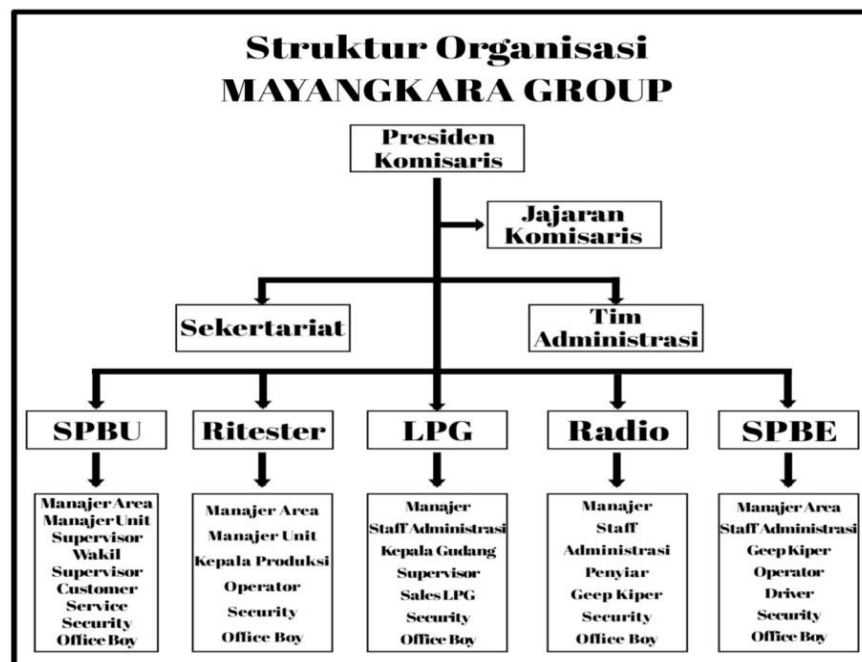 Struktur Organisasi
MAYANGKARA GROUP
Presiden
Komisaris
Jajaran
Komisaris
Sekertariat
Tim
Administrasi
SPBU
Ritester
LPG
Radio
SPBE
Manajer Area
Manajer Unit
Supervisor
Wakil
Supervisor
Customer
Service
Security
Office Boy
Manajer Area
Manajer Unit
Kepala Produksi
Operator
Security
Office Boy
Manajer
Staff Administrasi
Kepala Gudang
Supervisor
Sales LPG
Security
Office Boy
Manajer
Staff
Administrasi
Penyiar
Geep Kiper
Security
Office Boy
Manajer Area
Staff Administrasi
Geep Kiper
Operator
Driver
Security
Office Boy